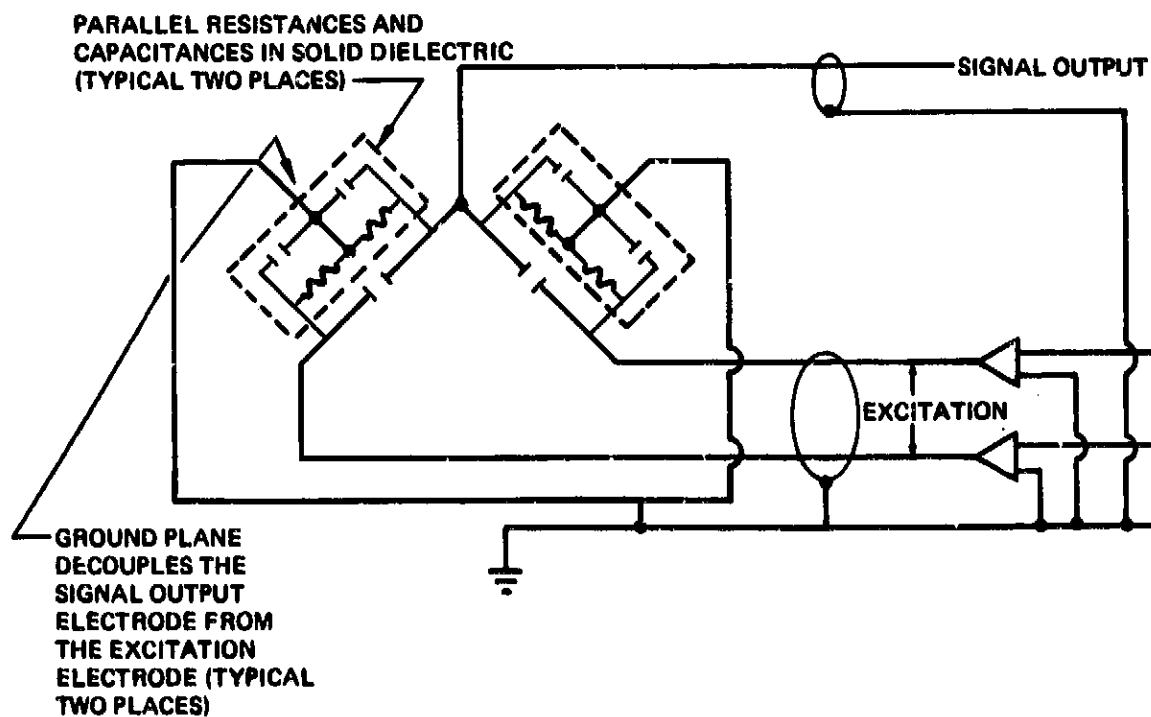 PARALLEL RESISTANCES AND
CAPACITANCES IN SOLID DIELECTRIC
(TYPICAL TWO PLACES)
SIGNAL OUTPUT
EXCITATION
GROUND PLANE
DECOUPLES THE
SIGNAL OUTPUT
ELECTRODE FROM
THE EXCITATION
ELECTRODE (TYPICAL
TWO PLACES)